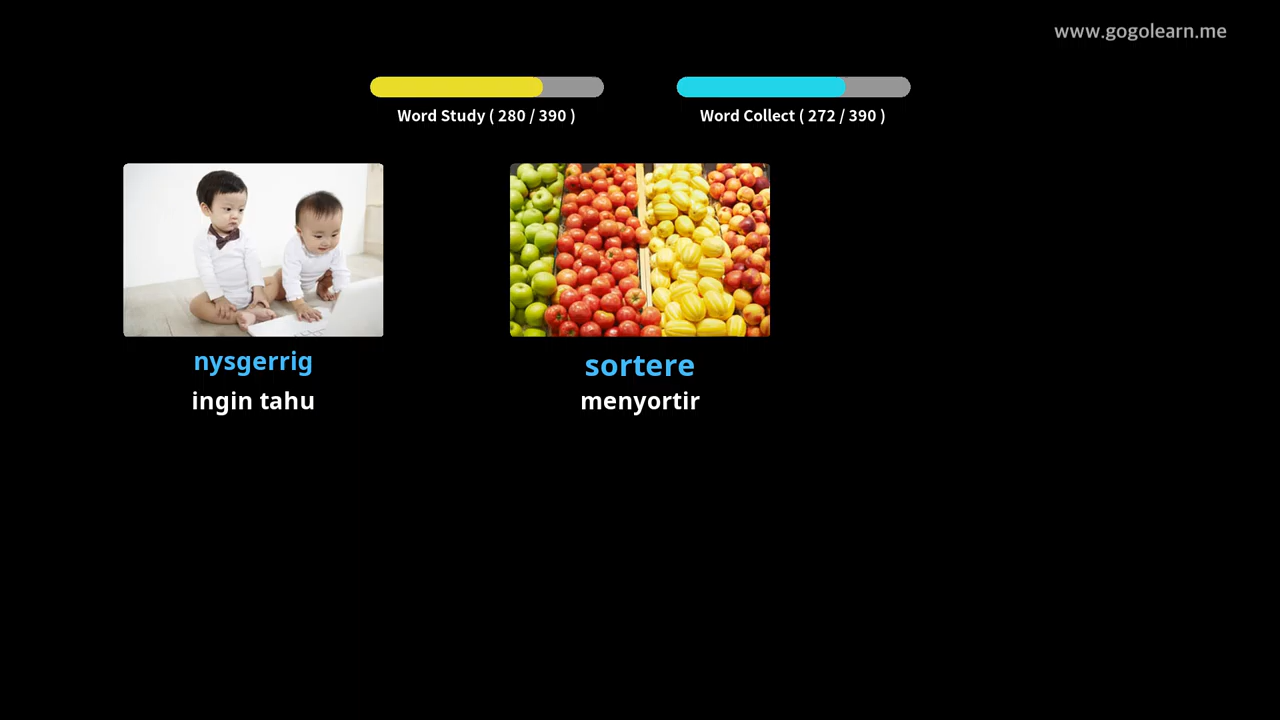 www.gogolearn.me
Word Study ( 280 / 390 )
Word Collect ( 272 / 390 )
nysgerrig
ingin tahu
sortere
menyortir